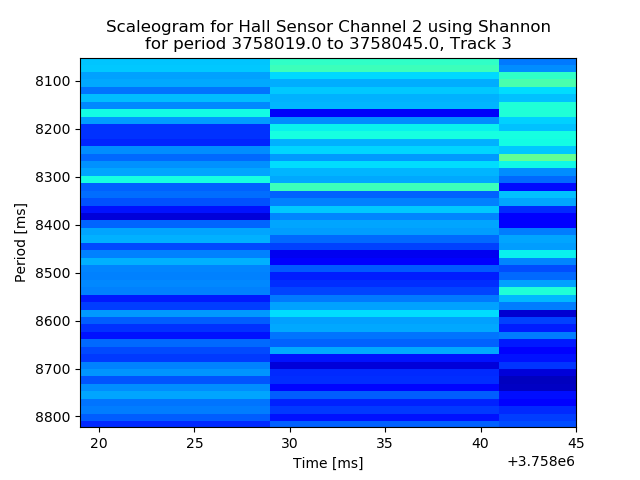 Scaleogram for Hall Sensor Channel 2 using Shannon
for period 3758019.0 to 3758045.0, Track 3
8100
8200
8300
8400
8500
8600
8700
8800
Period [ms]
20 25 30 35 40 45
Time [ms]
+3.758e6